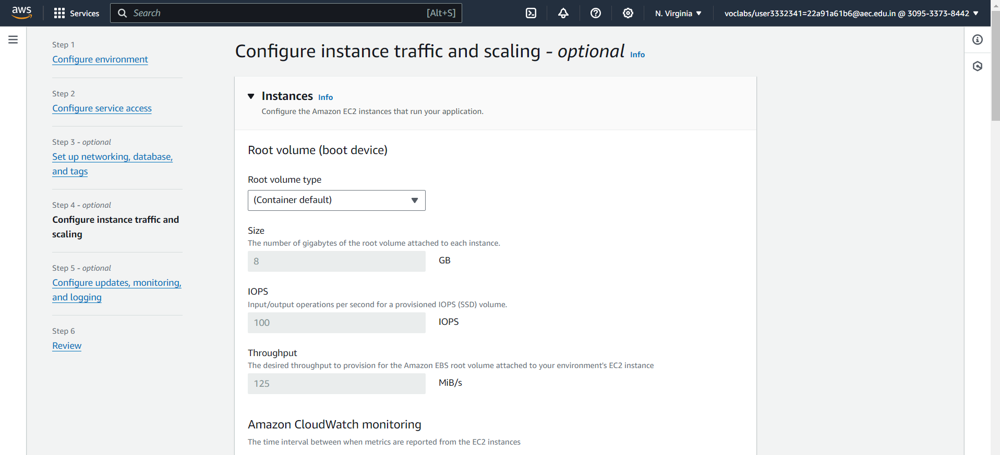 aws
Services
Search
[Alt+S]
N. Virginia
voclabs/user3332341=22a91a61b6@aec.edu.in @ 3095-3373-8442
Step 1
Configure environment
Step 2
Configure service access
Step 3 - optional
Set up networking, database,
and tags
Step 4 - optional
Configure instance traffic and
scaling
Step 5 - optional
Configure updates, monitoring,
and logging
Step 6
Review
Configure instance traffic and scaling - optional Info
Instances Info
Configure the Amazon EC2 instances that run your application.
Root volume (boot device)
Root volume type
(Container default)
Size
The number of gigabytes of the root volume attached to each instance.
8 GB
IOPS
Input/output operations per second for a provisioned IOPS (SSD) volume.
100 IOPS
Throughput
The desired throughput to provision for the Amazon EBS root volume attached to your environment's EC2 instance
125 MiB/s
Amazon CloudWatch monitoring
The time interval between when metrics are reported from the EC2 instances